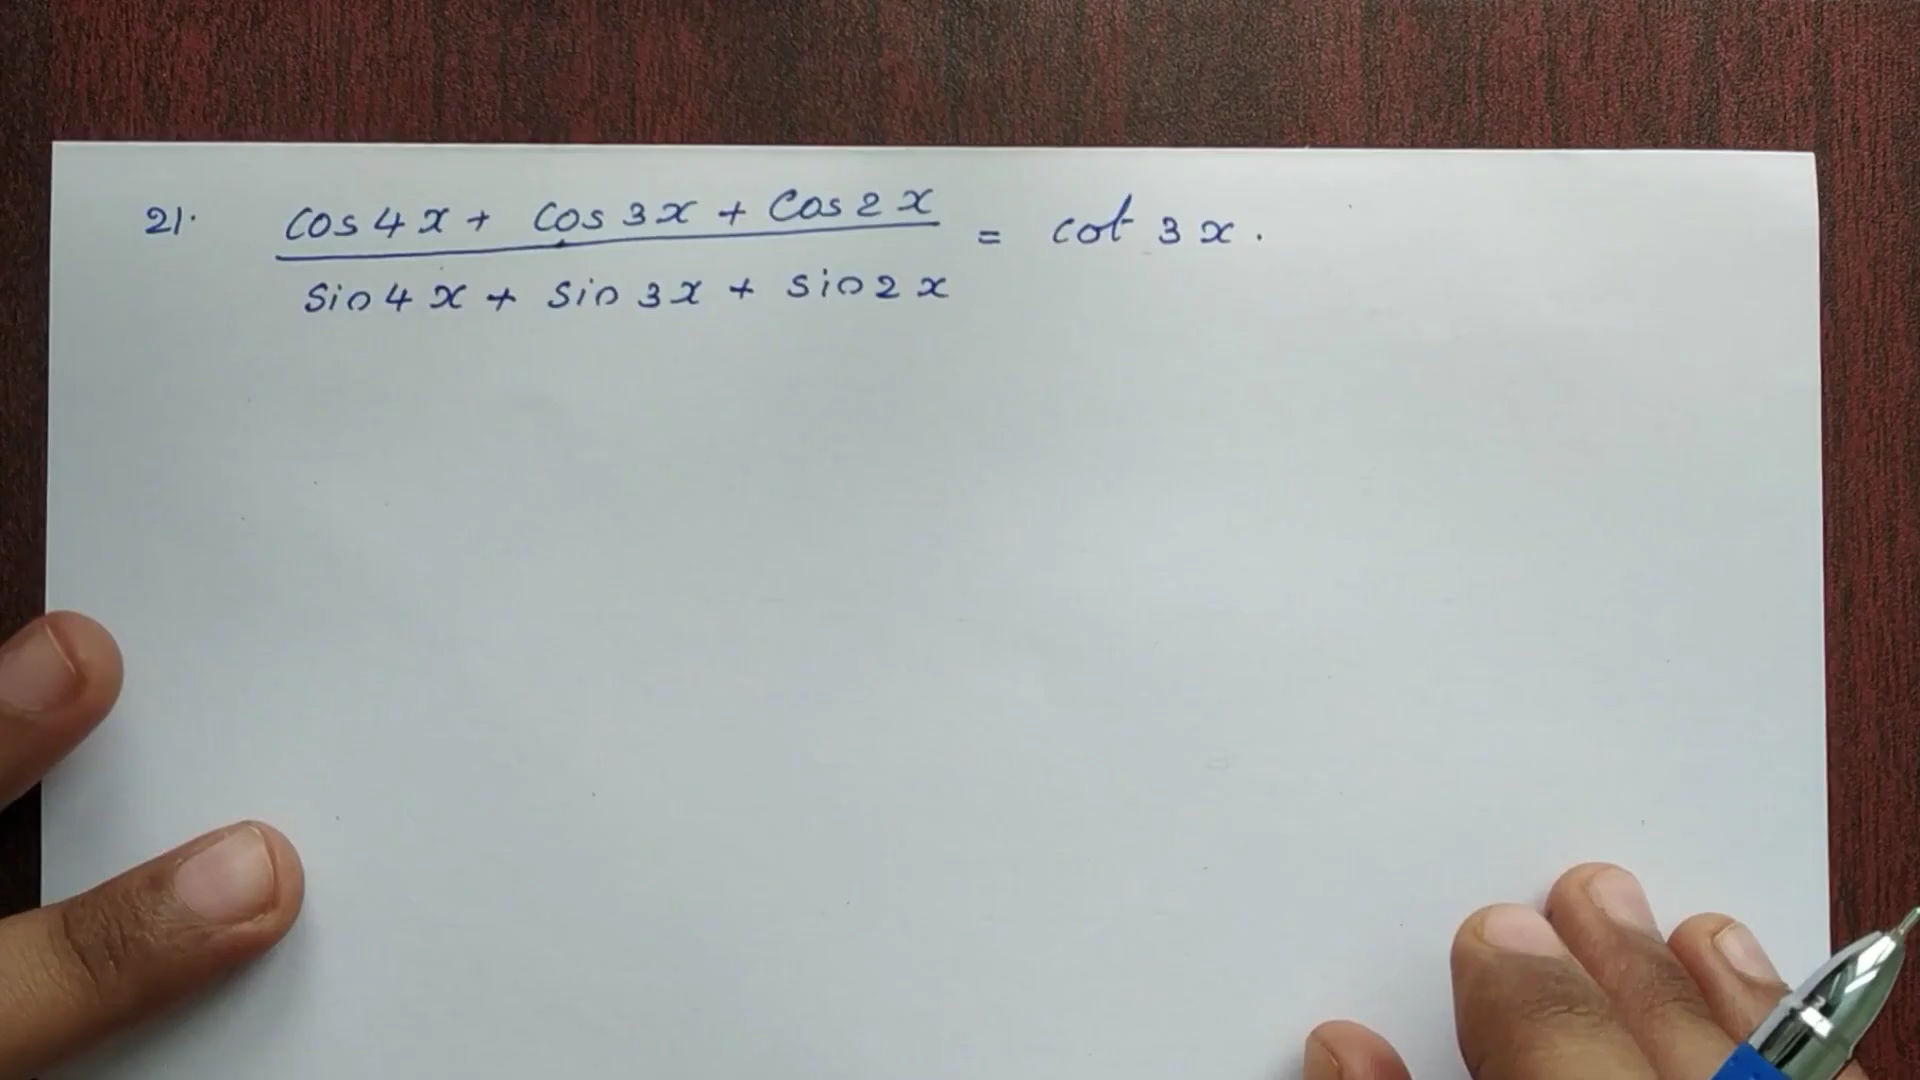 21. cos 4x + cos 3x + cos 2x = cot 3x.
sin 4x + sin 3x + sin 2x